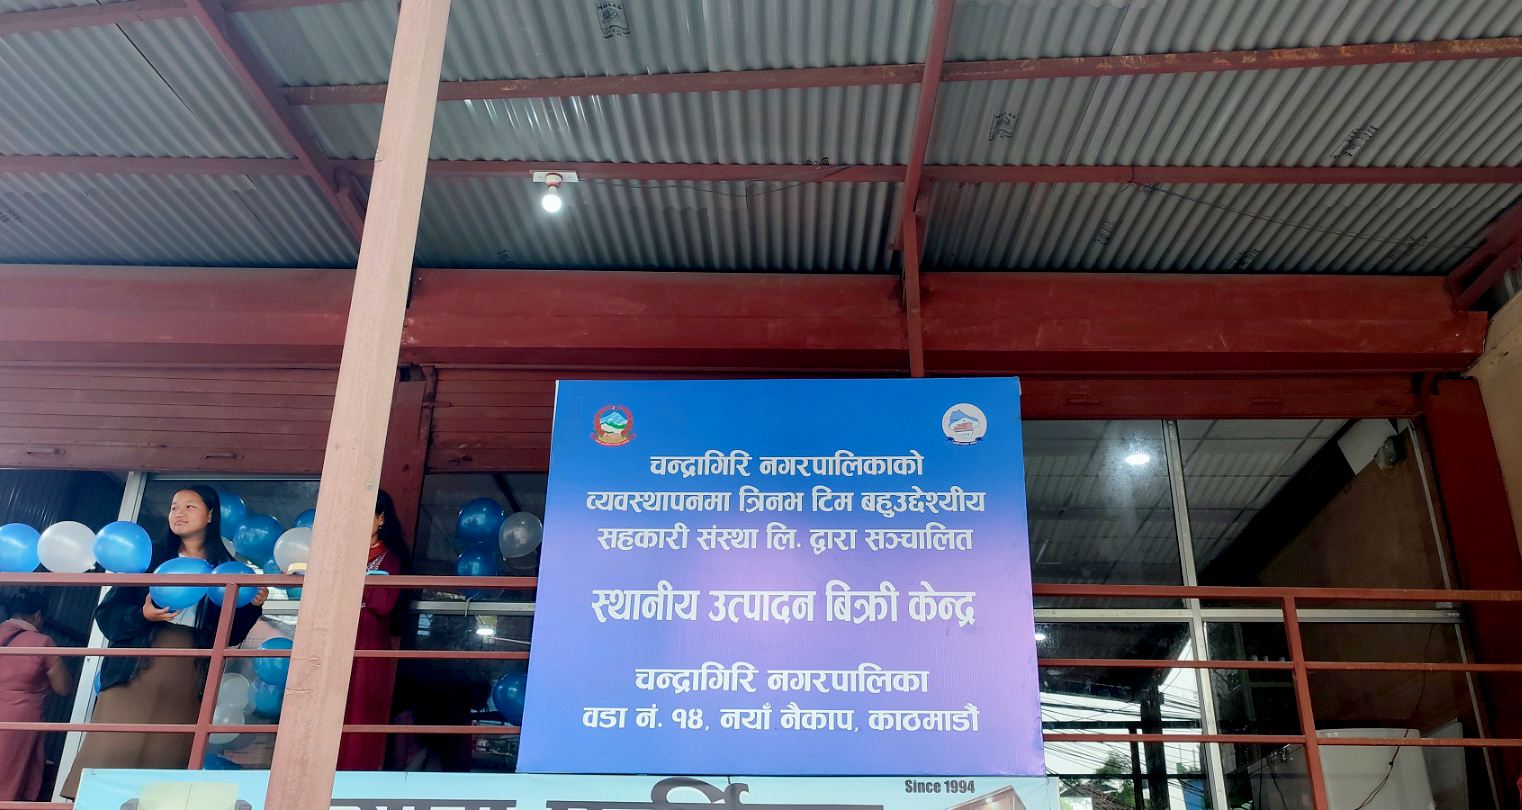 चन्द्रागिरि नगरपालिकाको
व्यवस्थापनमा त्रिनभ टिम बहुउद्देश्यीय
सहकारी संस्था लि. द्वारा सञ्चालित
स्थानीय उत्पादन बिक्री केन्द्र
चन्द्रागिरि नगरपालिका
वडा नं. १४, नयाँ नैकाप, काठमाडौं
Since 1994